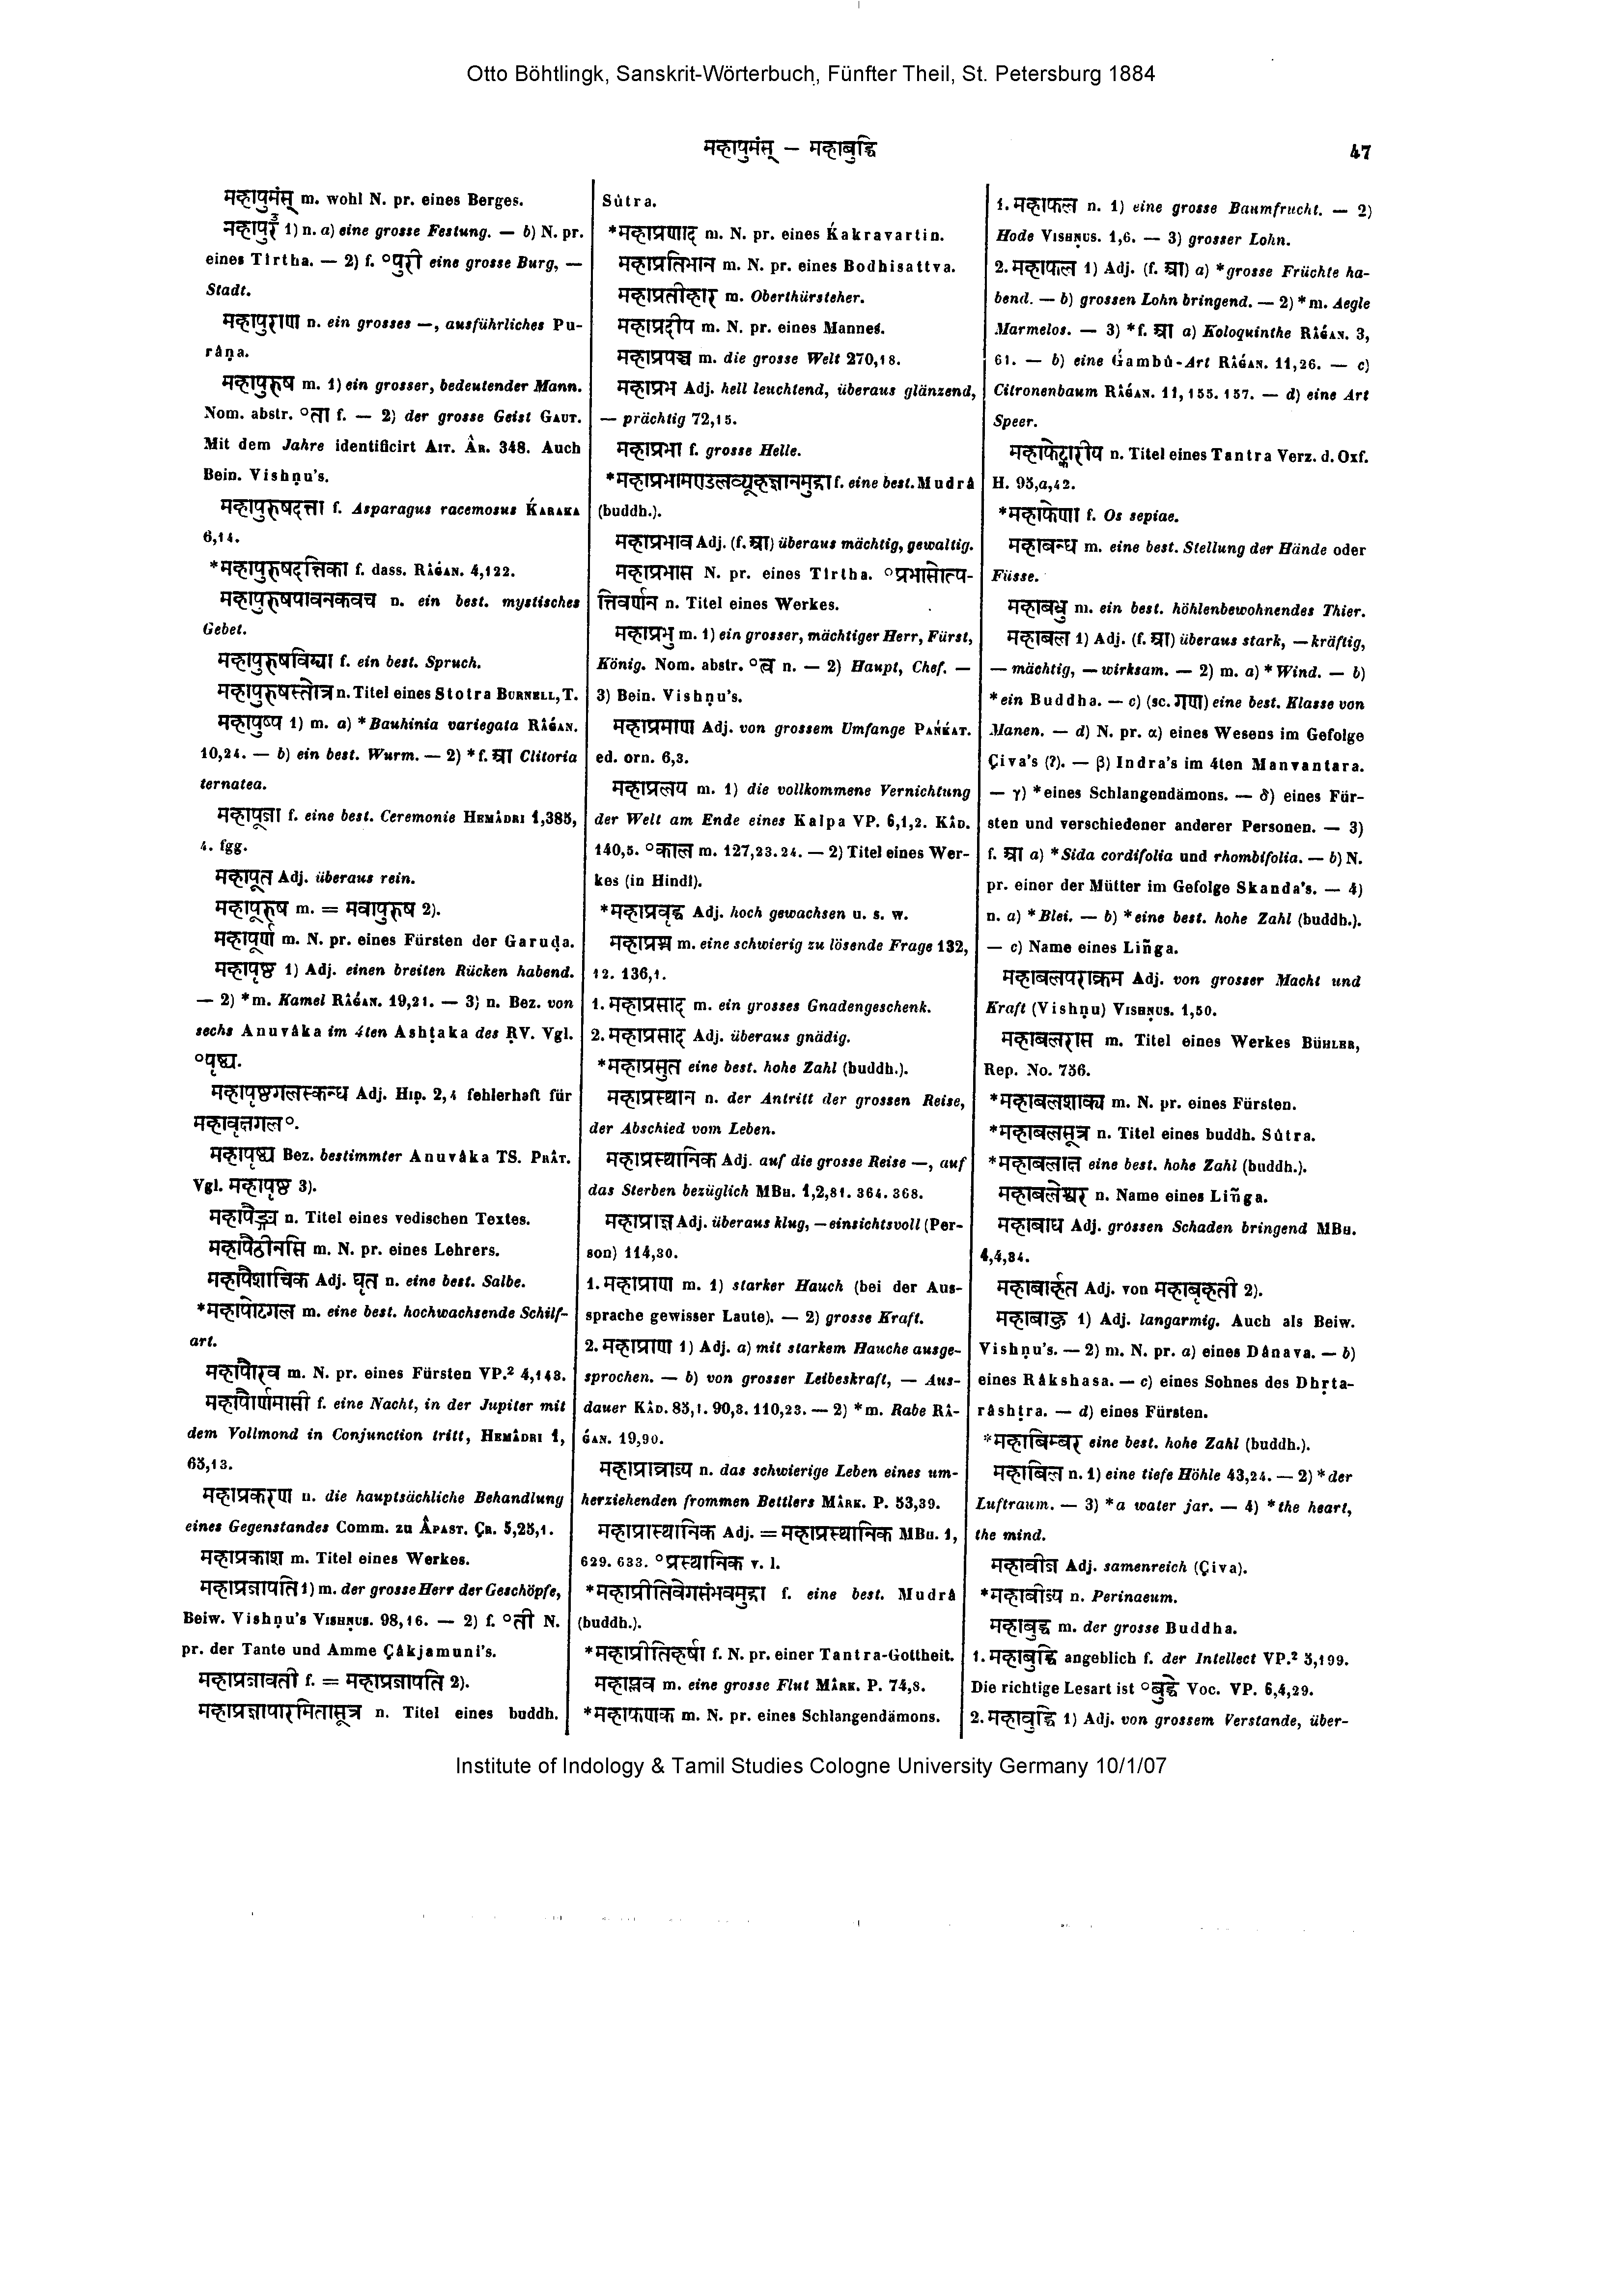 Otto Böhtlingk, Sanskrit-Wörterbuch, Fünfter Theil, St. Petersburg 1884
महापुमंस् — महाबुद्धि
47
महापुमंस् m. wohl N. pr. eines Berges.
महापुर 1) n. a) eine grosse Festung. — b) N. pr.
eines Tîrtha. — 2) f. °पुरी eine grosse Burg, —
Stadt.
महापुराण n. ein grosses —, ausführliches Pu-
râṇa.
महापुरुष m. 1) ein grosser, bedeutender Mann.
Nom. abstr. °ता f. — 2) der grosse Geist GAUT.
Mit dem Jahre identificirt AIT. ÂR. 348. Auch
Bein. Vishṇu's.
महापुरुषदत्ता f. Asparagus racemosus ḰARAKA
6,14.
*महापुरुषदत्तिका f. dass. RÂǴAN. 4,122.
महापुरुषपावनकवच n. ein best. mystisches
Gebet.
महापुरुषविद्या f. ein best. Spruch.
महापुरुषस्तोत्र n. Titel eines Stotra BURNELL, T.
महापुष्प 1) m. a) *Bauhinia variegata RÂǴAN.
10,24. — b) ein best. Wurm. — 2) *f. आ Clitoria
ternatea.
महापूजा f. eine best. Ceremonie HEMÂDRI 1,385,
4. fgg.
महापूत Adj. überaus rein.
महापूरुष m. = मवापुरुष 2).
महापूर्ण m. N. pr. eines Fürsten der Garuḍa.
महापृष्ठ 1) Adj. einen breiten Rücken habend.
— 2) *m. Kamel RÂǴAN. 19,21. — 3) n. Bez. von
sechs Anuvâka im 4ten Ashṭaka des ṚV. Vgl.
°पृष्ठ्य.
महापृष्ठगलस्कन्ध Adj. HIḌ. 2,4 fehlerhaft für
महावृत्तगल°.
महापृष्ठ्य Bez. bestimmter Anuvâka TS. PRÂT.
Vgl. महापृष्ठ 3).
महापैङ्ग्य n. Titel eines vedischen Textes.
महापैठीनसि m. N. pr. eines Lehrers.
महापैशाचिक Adj. घृत n. eine best. Salbe.
*महापोटगल m. eine best. hochwachsende Schilf-
art.
महापौरव m. N. pr. eines Fürsten VP.² 4,148.
महापौर्णमासी f. eine Nacht, in der Jupiter mit
dem Vollmond in Conjunction tritt, HEMÂDRI 1,
63,13.
महाप्रकरण n. die hauptsächliche Behandlung
eines Gegenstandes Comm. zu ÂPAST. ÇR. 5,25,1.
महाप्रकाश m. Titel eines Werkes.
महाप्रजापति 1) m. der grosse Herr der Geschöpfe,
Beiw. Vishṇu's VISHṆUS. 98,16. — 2) f. °ती N.
pr. der Tante und Amme Çâkjamuni's.
महाप्रजावती f. = महाप्रजापति 2).
महाप्रज्ञापारमितासूत्र n. Titel eines buddh.
Sûtra.
*महाप्रणाद m. N. pr. eines Ḱakravartin.
महाप्रतिभान m. N. pr. eines Bodhisattva.
महाप्रतीहार m. Oberthürsteher.
महाप्रदीप m. N. pr. eines Mannes.
महाप्रपञ्च m. die grosse Welt 270,18.
महाप्रभ Adj. hell leuchtend, überaus glänzend,
— prächtig 72,15.
महाप्रभा f. grosse Helle.
*महाप्रभामण्डलव्यूहज्ञानमुद्रा f. eine best. Mudrâ
(buddh.).
महाप्रभाव Adj. (f. आ) überaus mächtig, gewaltig.
महाप्रभास N. pr. eines Tîrtha. °प्रभासोत्प-
त्तिवर्णन n. Titel eines Werkes.
महाप्रभु m. 1) ein grosser, mächtiger Herr, Fürst,
König. Nom. abstr. °त्व n. — 2) Haupt, Chef. —
3) Bein. Vishṇu's.
महाप्रमाण Adj. von grossem Umfange PAŃḰAT.
ed. orn. 6,3.
महाप्रलय m. 1) die vollkommene Vernichtung
der Welt am Ende eines Kalpa VP. 6,1,2. KÂD.
140,5. °काल m. 127,23.24. — 2) Titel eines Wer-
kes (in Hindî).
*महाप्रवृद्ध Adj. hoch gewachsen u. s. w.
महाप्रश्न m. eine schwierig zu lösende Frage 132,
12. 136,1.
1. महाप्रसाद m. ein grosses Gnadengeschenk.
2. महाप्रसाद Adj. überaus gnädig.
*महाप्रसुत eine best. hohe Zahl (buddh.).
महाप्रस्थान n. der Antritt der grossen Reise,
der Abschied vom Leben.
महाप्रस्थानिक Adj. auf die grosse Reise —, auf
das Sterben bezüglich MBH. 1,2,81. 364. 368.
महाप्राज्ञ Adj. überaus klug, — einsichtsvoll (Per-
son) 114,30.
1. महाप्राण m. 1) starker Hauch (bei der Aus-
sprache gewisser Laute). — 2) grosse Kraft.
2. महाप्राण 1) Adj. a) mit starkem Hauche ausge-
sprochen. — b) von grosser Leibeskraft, — Aus-
dauer KÂD. 83,1. 90,3. 110,23. — 2) *m. Rabe RÂ-
ǴAN. 19,90.
महाप्राव्राज्य n. das schwierige Leben eines um-
herziehenden frommen Bettlers MÂRK. P. 53,39.
महाप्रास्थानिक Adj. = महाप्रस्थानिक MBH. 1,
629. 633. °प्रस्थानिक v. l.
*महाप्रीतिवेगसंभवमुद्रा f. eine best. Mudrâ
(buddh.).
*महाप्रीतिहर्षा f. N. pr. einer Tantra-Gottheit.
महाप्लव m. eine grosse Flut MÂRK. P. 74,8.
*महाफणक m. N. pr. eines Schlangendämons.
1. महाफल n. 1) eine grosse Baumfrucht. — 2)
Hode VISHṆUS. 1,6. — 3) grosser Lohn.
2. महाफल 1) Adj. (f. आ) a) *grosse Früchte ha-
bend. — b) grossen Lohn bringend. — 2) *m. Aegle
Marmelos. — 3) *f. आ a) Koloquinthe RÂǴAN. 3,
61. — b) eine Ǵambû-Art RÂǴAN. 11,26. — c)
Citronenbaum RÂǴAN. 11,155. 157. — d) eine Art
Speer.
महाफेट्कारीय n. Titel eines Tantra Verz. d. Oxf.
H. 95,a,42.
*महाफेणा f. Os sepiae.
महाबन्ध m. eine best. Stellung der Hände oder
Füsse.
महाबभ्रु m. ein best. höhlenbewohnendes Thier.
महाबल 1) Adj. (f. आ) überaus stark, — kräftig,
— mächtig, — wirksam. — 2) m. a) *Wind. — b)
*ein Buddha. — c) (sc. गण) eine best. Klasse von
Manen. — d) N. pr. α) eines Wesens im Gefolge
Çiva's (?). — β) Indra's im 4ten Manvantara.
— γ) *eines Schlangendämons. — δ) eines Für-
sten und verschiedener anderer Personen. — 3)
f. आ a) *Sida cordifolia und rhombifolia. — b) N.
pr. einer der Mütter im Gefolge Skanda's. — 4)
n. a) *Blei. — b) *eine best. hohe Zahl (buddh.).
— c) Name eines Liñga.
महाबलपराक्रम Adj. von grosser Macht und
Kraft (Vishṇu) VISHṆUS. 1,50.
महाबलरास m. Titel eines Werkes BÜHLER,
Rep. No. 756.
*महाबलशाक्य m. N. pr. eines Fürsten.
*महाबलसूत्र n. Titel eines buddh. Sûtra.
*महाबलाक्ष eine best. hohe Zahl (buddh.).
महाबलेश्वर n. Name eines Liñga.
महाबाध Adj. grossen Schaden bringend MBH.
4,4,84.
महाबार्हत Adj. von महाबृहती 2).
महाबाहु 1) Adj. langarmig. Auch als Beiw.
Vishṇu's. — 2) m. N. pr. a) eines Dânava. — b)
eines Râkshasa. — c) eines Sohnes des Dhṛta-
râshṭra. — d) eines Fürsten.
*महाबिम्बर eine best. hohe Zahl (buddh.).
महाबिल n. 1) eine tiefe Höhle 43,24. — 2) *der
Luftraum. — 3) *a water jar. — 4) *the heart,
the mind.
महाबीज Adj. samenreich (Çiva).
*महाबीज्य n. Perinaeum.
महाबुद्ध m. der grosse Buddha.
1. महाबुद्धि angeblich f. der Intellect VP.² 5,199.
Die richtige Lesart ist °बुद्धे Voc. VP. 6,4,29.
2. महाबुद्धि 1) Adj. von grossem Verstande, über-
Institute of Indology & Tamil Studies Cologne University Germany 10/1/07